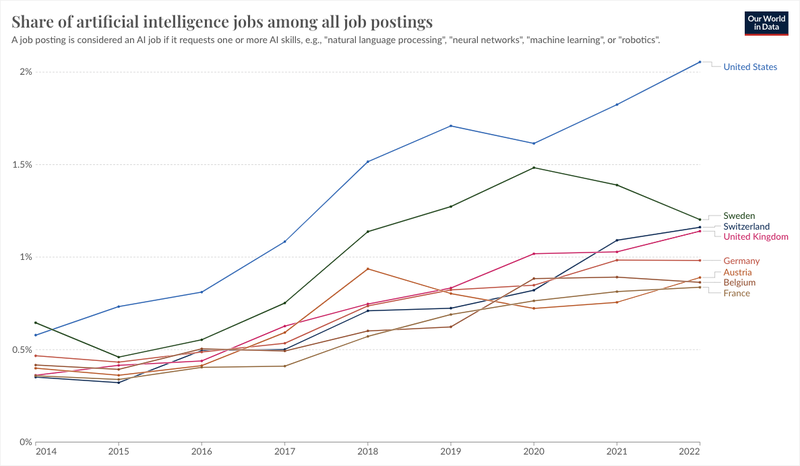 Share of artificial intelligence jobs among all job postings
Our World
in Data
A job posting is considered an AI job if it requests one or more AI skills, e.g., "natural language processing", "neural networks", "machine learning", or "robotics".
2%
1.5%
1%
0.5%
0%
United States
Sweden
Switzerland
United Kingdom
Germany
Austria
Belgium
France
2014 2015 2016 2017 2018 2019 2020 2021 2022